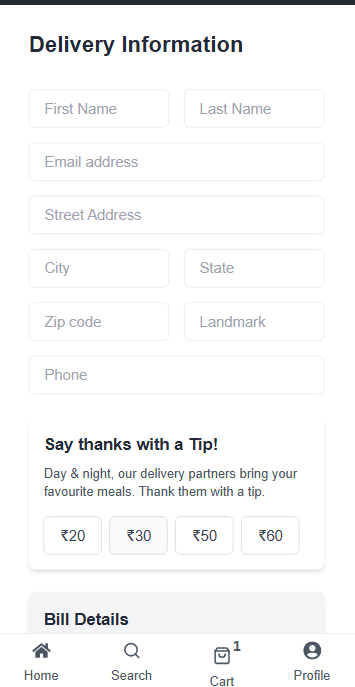 Delivery Information
First Name Last Name
Email address
Street Address
City State
Zip code Landmark
Phone
Say thanks with a Tip!
Day & night, our delivery partners bring your
favourite meals. Thank them with a tip.
₹20 ₹30 ₹50 ₹60
Bill Details
1
Home Search Cart Profile